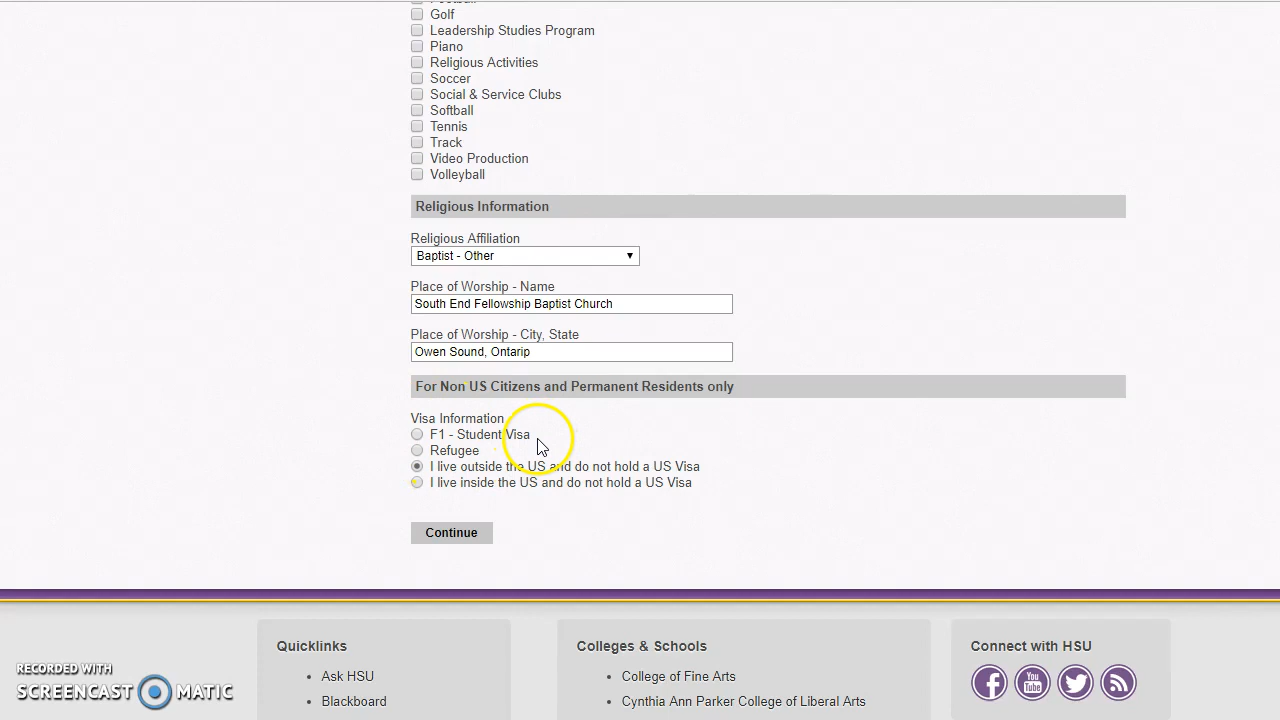 Golf
Leadership Studies Program
Piano
Religious Activities
Soccer
Social & Service Clubs
Softball
Tennis
Track
Video Production
Volleyball
Religious Information
Religious Affiliation
Baptist - Other
Place of Worship - Name
South End Fellowship Baptist Church
Place of Worship - City, State
Owen Sound, Ontarip
For Non US Citizens and Permanent Residents only
Visa Information
F1 - Student Visa
Refugee
I live outside the US and do not hold a US Visa
I live inside the US and do not hold a US Visa
Continue
Quicklinks
Ask HSU
Blackboard
Colleges & Schools
College of Fine Arts
Cynthia Ann Parker College of Liberal Arts
Connect with HSU
You Tube
RECORDED WITH
SCREENCAST MATIC